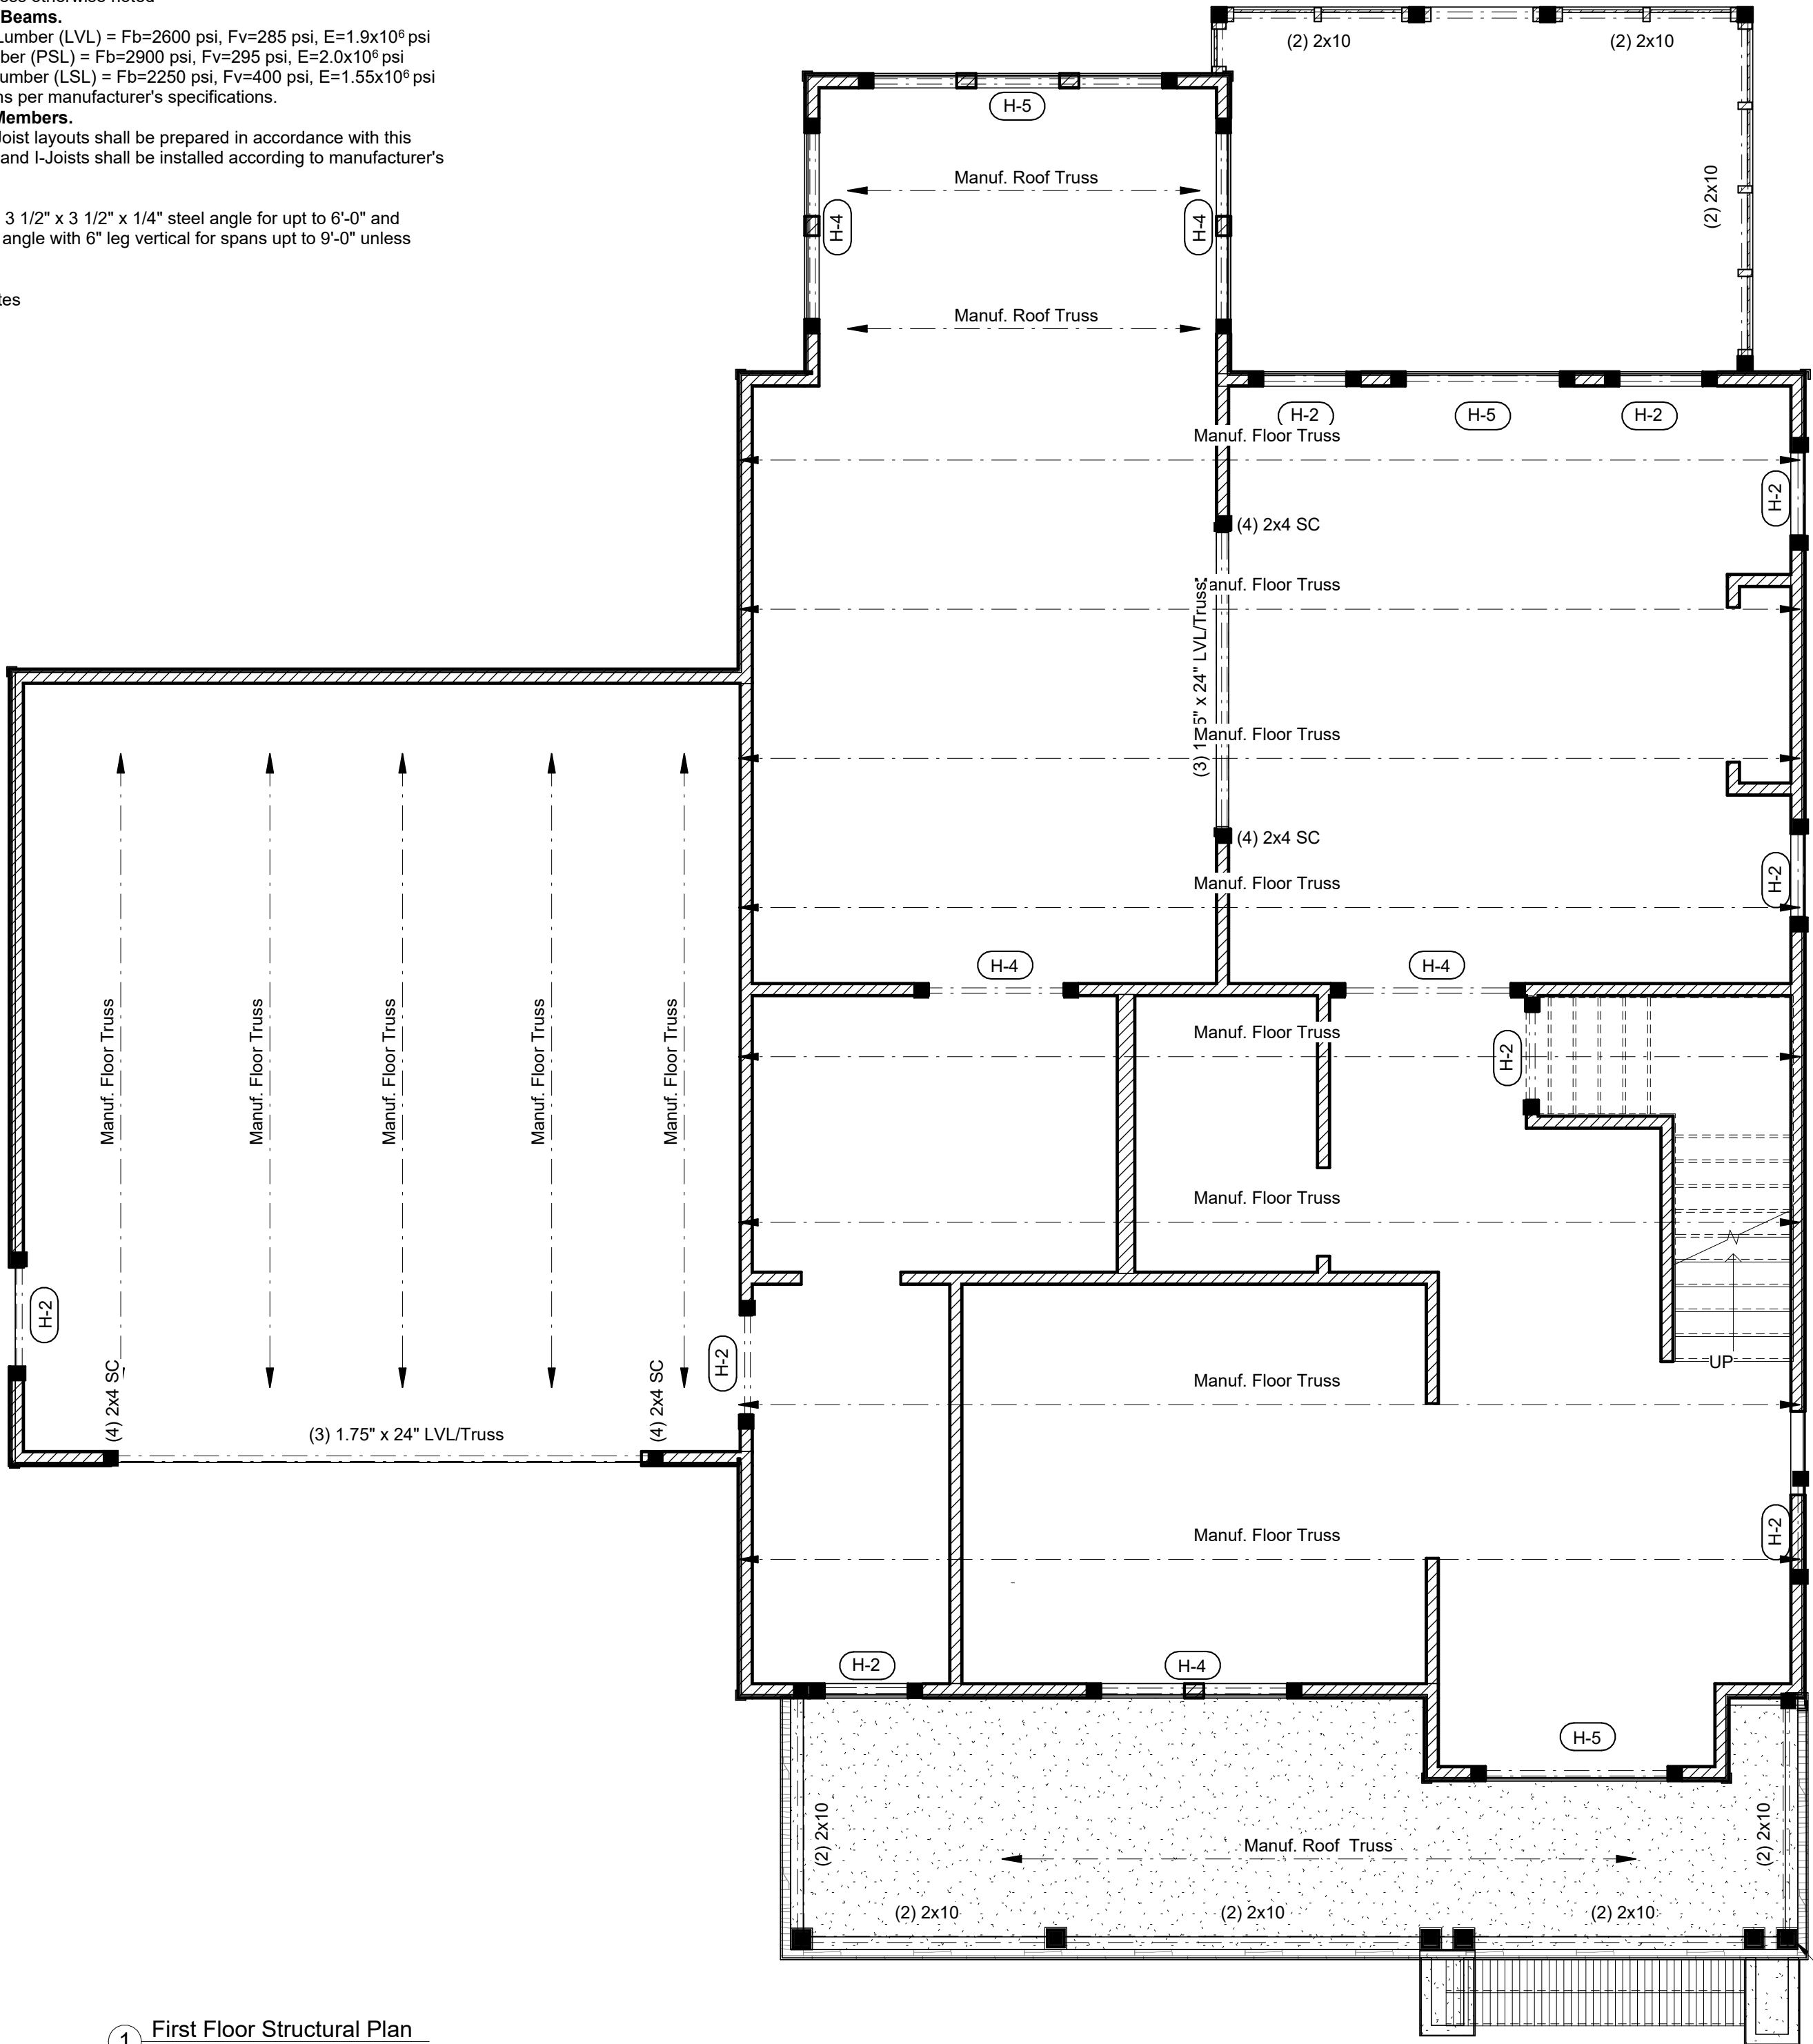 Beams.
Lumber (LVL) = Fb=2600 psi, Fv=285 psi, E=1.9x10⁶ psi
ber (PSL) = Fb=2900 psi, Fv=295 psi, E=2.0x10⁶ psi
umber (LSL) = Fb=2250 psi, Fv=400 psi, E=1.55x10⁶ psi
ns per manufacturer's specifications.
Members.
Joist layouts shall be prepared in accordance with this
and I-Joists shall be installed according to manufacturer's
3 1/2" x 3 1/2" x 1/4" steel angle for upt to 6'-0" and
angle with 6" leg vertical for spans upt to 9'-0" unless
tes
(2) 2x10
(2) 2x10
H-5
(2) 2x10
Manuf. Roof Truss
H-4
H-4
Manuf. Roof Truss
H-2
H-5
H-2
Manuf. Floor Truss
H-2
(4) 2x4 SC
Manuf. Floor Truss
(3) 1.75" x 24" LVL/Truss
Manuf. Floor Truss
(4) 2x4 SC
Manuf. Floor Truss
H-2
H-4
H-4
Manuf. Floor Truss
H-2
Manuf. Floor Truss
Manuf. Floor Truss
Manuf. Floor Truss
Manuf. Floor Truss
Manuf. Floor Truss
Manuf. Floor Truss
H-2
H-2
UP
Manuf. Floor Truss
(4) 2x4 SC
(4) 2x4 SC
(3) 1.75" x 24" LVL/Truss
Manuf. Floor Truss
H-2
H-2
H-4
H-5
(2) 2x10
(2) 2x10
Manuf. Roof Truss
(2) 2x10
(2) 2x10
(2) 2x10
1
First Floor Structural Plan